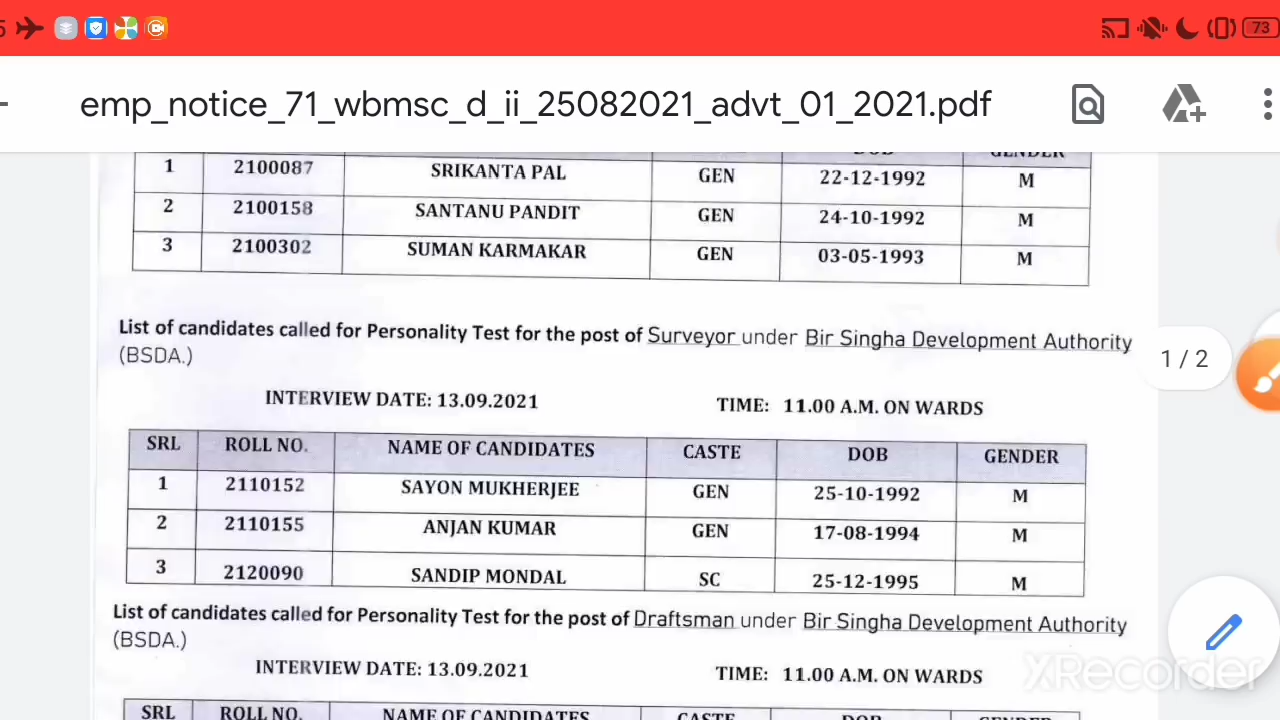 73
emp_notice_71_wbmsc_d_ii_25082021_advt_01_2021.pdf
DOB GENDER
1 2100087 SRIKANTA PAL GEN 22-12-1992 M
2 2100158 SANTANU PANDIT GEN 24-10-1992 M
3 2100302 SUMAN KARMAKAR GEN 03-05-1993 M
List of candidates called for Personality Test for the post of Surveyor under Bir Singha Development Authority
(BSDA.)
1 / 2
INTERVIEW DATE: 13.09.2021 TIME: 11.00 A.M. ON WARDS
SRL ROLL NO. NAME OF CANDIDATES CASTE DOB GENDER
1 2110152 SAYON MUKHERJEE GEN 25-10-1992 M
2 2110155 ANJAN KUMAR GEN 17-08-1994 M
3 2120090 SANDIP MONDAL SC 25-12-1995 M
List of candidates called for Personality Test for the post of Draftsman under Bir Singha Development Authority
(BSDA.)
INTERVIEW DATE: 13.09.2021 TIME: 11.00 A.M. ON WARDS
XRecorder
SRL ROLL NO. NAME OF CANDIDATES CASTE DOB GENDER